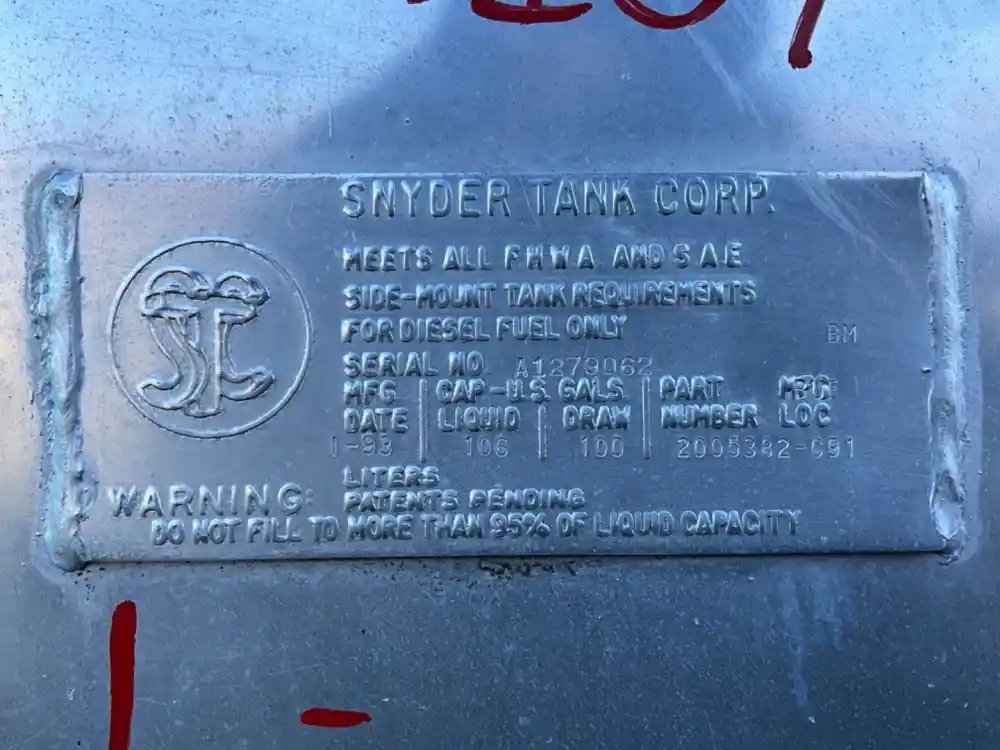 SNYDER TANK CORP.
MEETS ALL F H W A AND S A E
SIDE-MOUNT TANK REQUIREMENTS
FOR DIESEL FUEL ONLY BM
SERIAL NO. A1279062
MFG CAP.-U.S. GALS. PART MFG
DATE LIQUID DRAW NUMBER LOC
1-93 106 100 2005382-C91
LITERS
WARNING: PATENTS PENDING
DO NOT FILL TO MORE THAN 95% OF LIQUID CAPACITY